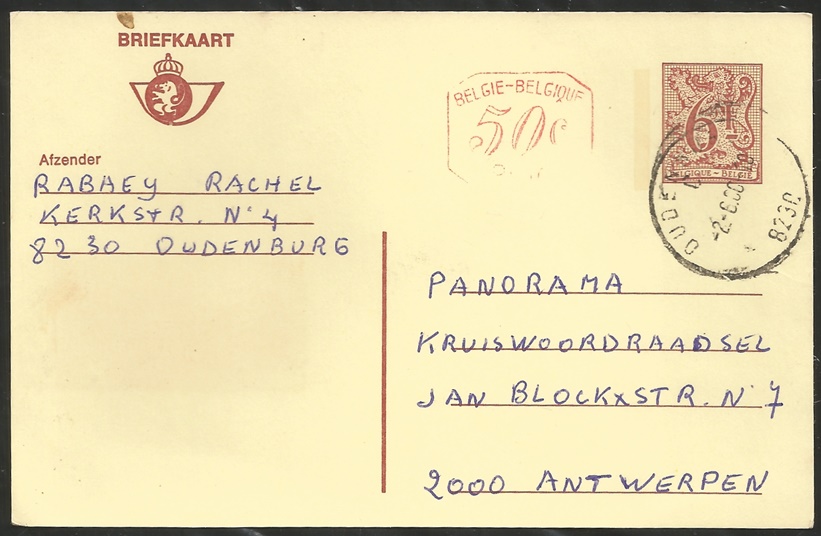 BRIEFKAART
BELGIE-BELGIQUE
50c
6F
BELGIQUE-BELGIË
8230
Afzender
RABAEY RACHEL
KERKSTR. N° 4
8230 OUDENBURG
PANORAMA
KRUISWOORDRAADSEL
JAN BLOCKXSTR. N° 7
2000 ANTWERPEN